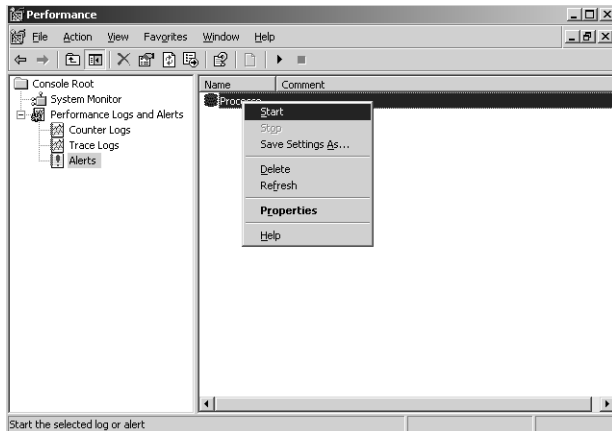 Performance
File Action View Favorites Window Help
Console Root
System Monitor
Performance Logs and Alerts
Counter Logs
Trace Logs
Alerts
Name Comment
Start
Stop
Save Settings As...
Delete
Refresh
Properties
Help
Start the selected log or alert